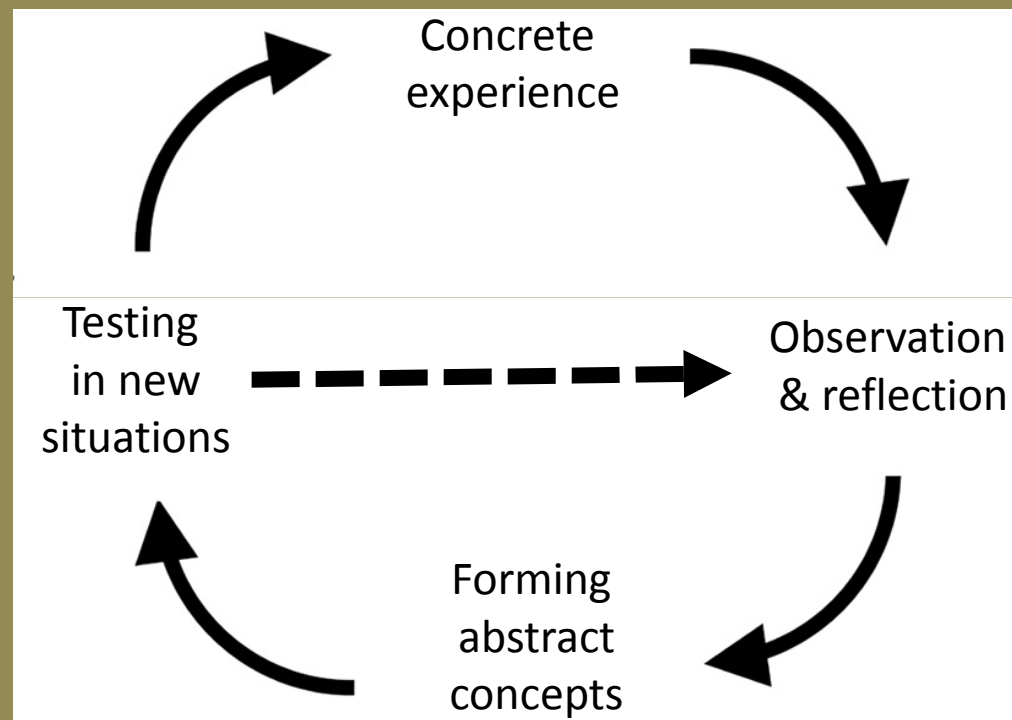 Concrete
experience
Testing
in new
situations
Observation
& reflection
Forming
abstract
concepts